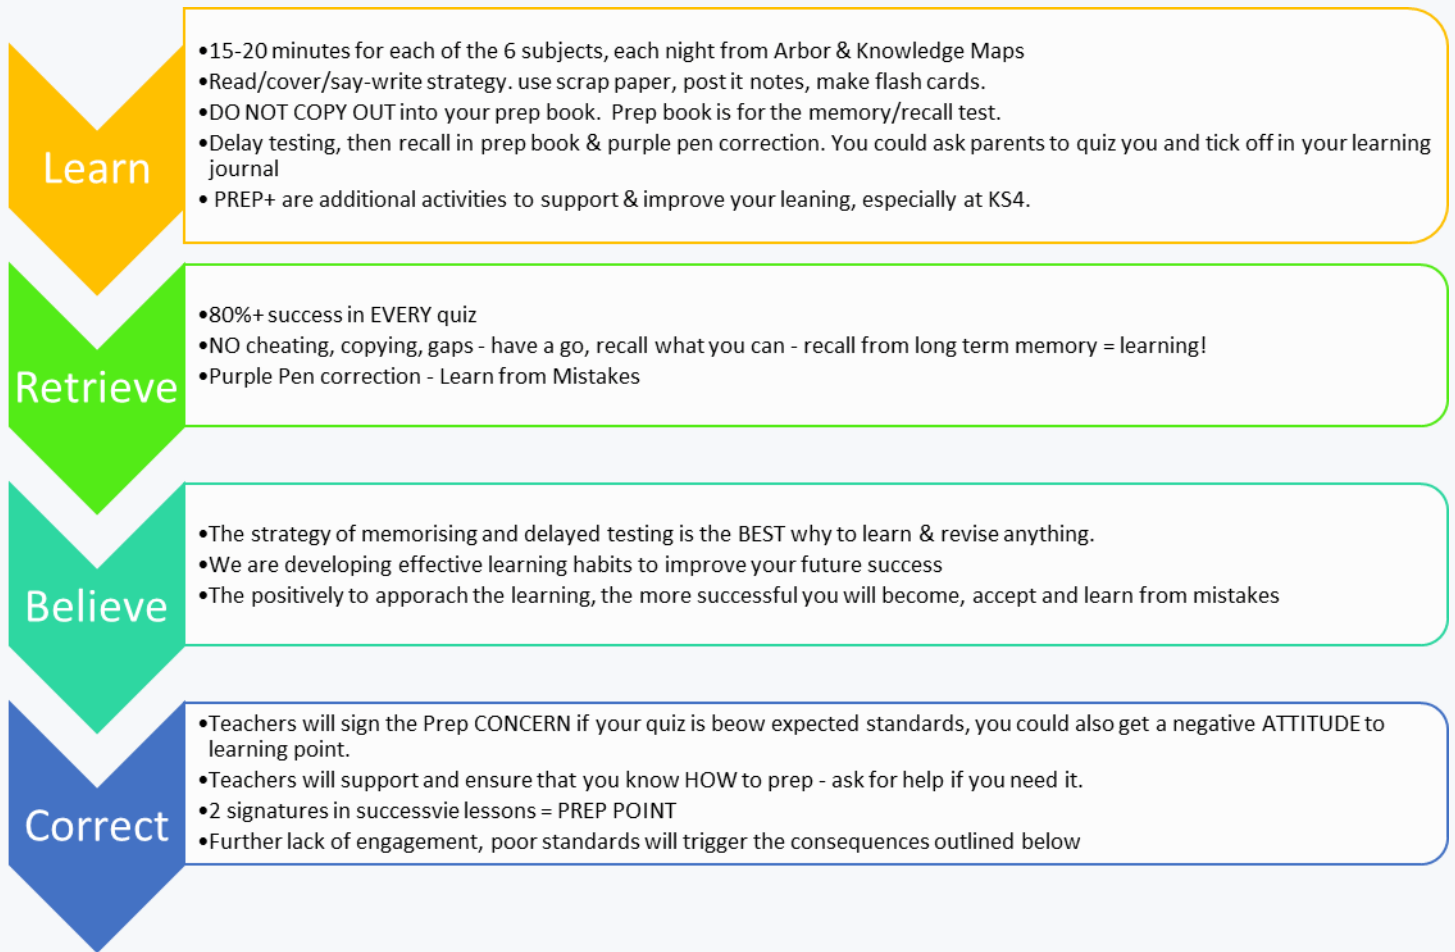 Learn
•15-20 minutes for each of the 6 subjects, each night from Arbor & Knowledge Maps
•Read/cover/say-write strategy. use scrap paper, post it notes, make flash cards.
•DO NOT COPY OUT into your prep book.  Prep book is for the memory/recall test.
•Delay testing, then recall in prep book & purple pen correction. You could ask parents to quiz you and tick off in your learning
journal
• PREP+ are additional activities to support & improve your leaning, especially at KS4.
Retrieve
•80%+ success in EVERY quiz
•NO cheating, copying, gaps - have a go, recall what you can - recall from long term memory = learning!
•Purple Pen correction - Learn from Mistakes
Believe
•The strategy of memorising and delayed testing is the BEST why to learn & revise anything.
•We are developing effective learning habits to improve your future success
•The positively to apporach the learning, the more successful you will become, accept and learn from mistakes
Correct
•Teachers will sign the Prep CONCERN if your quiz is beow expected standards, you could also get a negative ATTITUDE to
learning point.
•Teachers will support and ensure that you know HOW to prep - ask for help if you need it.
•2 signatures in successvie lessons = PREP POINT
•Further lack of engagement, poor standards will trigger the consequences outlined below